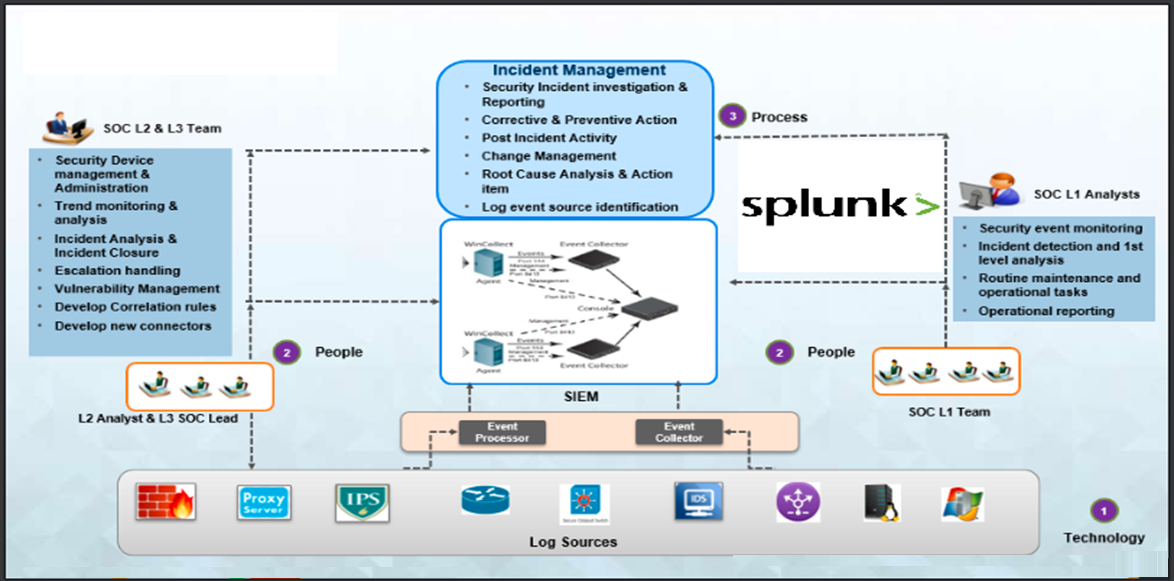 Incident Management
Security Incident investigation &
Reporting
Corrective & Preventive Action
Post Incident Activity
Change Management
Root Cause Analysis & Action
item
Log event source identification
3 Process
SOC L2 & L3 Team
Security Device
management &
Administration
Trend monitoring &
analysis
Incident Analysis &
Incident Closure
Escalation handling
Vulnerability Management
Develop Correlation rules
Develop new connectors
splunk>
SOC L1 Analysts
Security event monitoring
Incident detection and 1st
level analysis
Routine maintenance and
operational tasks
Operational reporting
WinCollect
Events
Management
Agent
Event Collector
Management
Console
Management
WinCollect
Events
Management
Agent
Event Collector
2 People
L2 Analyst & L3 SOC Lead
2 People
SOC L1 Team
SIEM
Event
Processor
Event
Collector
Proxy
Server
IPS
IDS
Log Sources
1
Technology